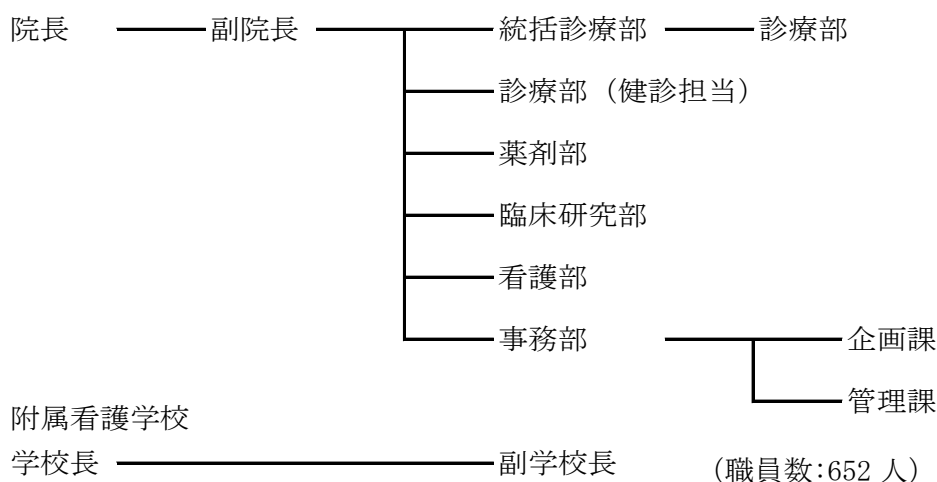 院長 副院長 統括診療部 診療部
診療部（健診担当）
薬剤部
臨床研究部
看護部
事務部 企画課
管理課
附属看護学校
学校長 副学校長 （職員数:652 人）